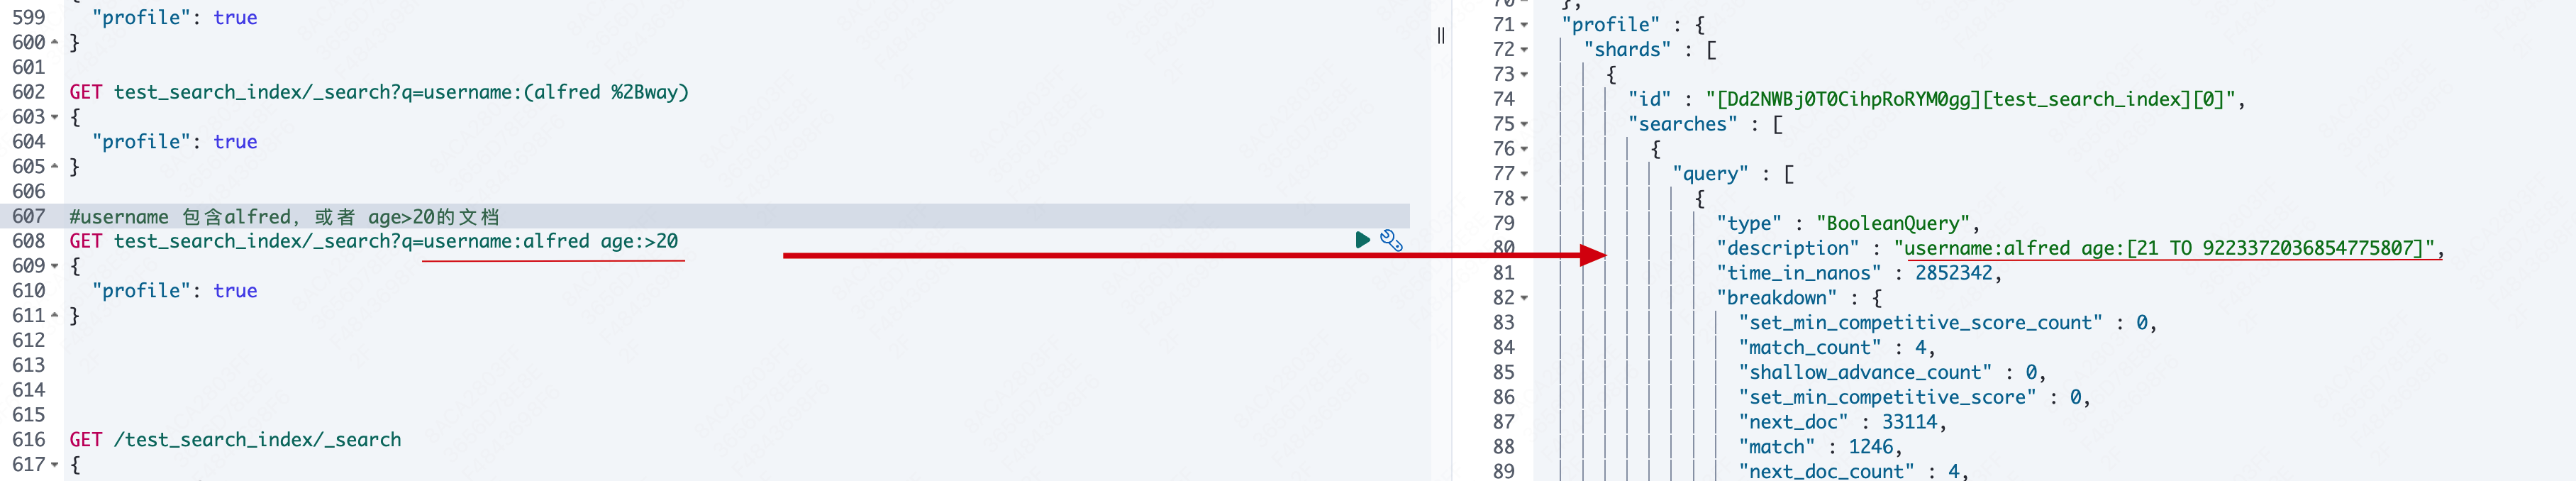 599 "profile": true
600 }
601
602 GET test_search_index/_search?q=username:(alfred %2Bway)
603 {
604 "profile": true
605 }
606
607 #username 包含alfred, 或者 age>20的文档
608 GET test_search_index/_search?q=username:alfred age:>20
609 {
610 "profile": true
611 }
612
613
614
615
616 GET /test_search_index/_search
617 {
70 },
71 "profile" : {
72 "shards" : [
73 {
74 "id" : "[Dd2NWBj0T0CihpRoRYM0gg][test_search_index][0]",
75 "searches" : [
76 {
77 "query" : [
78 {
79 "type" : "BooleanQuery",
80 "description" : "username:alfred age:[21 TO 9223372036854775807]",
81 "time_in_nanos" : 2852342,
82 "breakdown" : {
83 "set_min_competitive_score_count" : 0,
84 "match_count" : 4,
85 "shallow_advance_count" : 0,
86 "set_min_competitive_score" : 0,
87 "next_doc" : 33114,
88 "match" : 1246,
89 "next_doc_count" : 4,